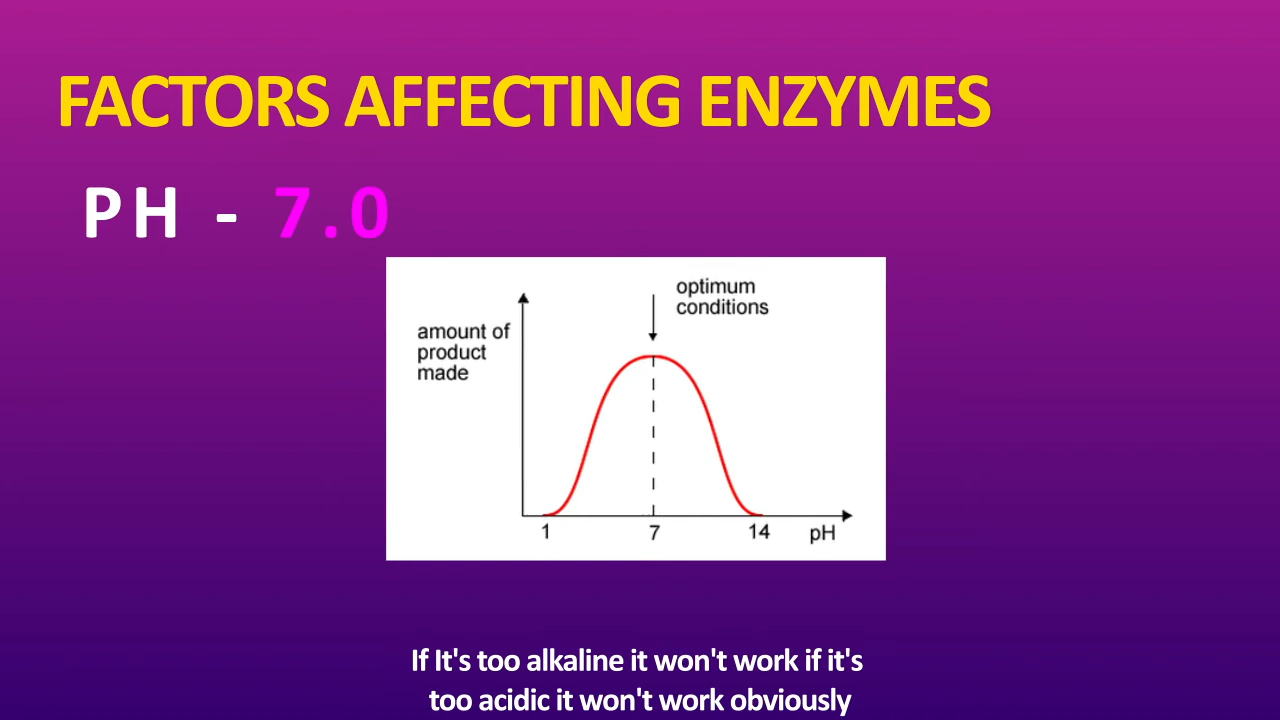 FACTORS AFFECTING ENZYMES
PH - 7.0
optimum
conditions
amount of
product
made
1 7 14 pH
If It's too alkaline it won't work if it's
too acidic it won't work obviously